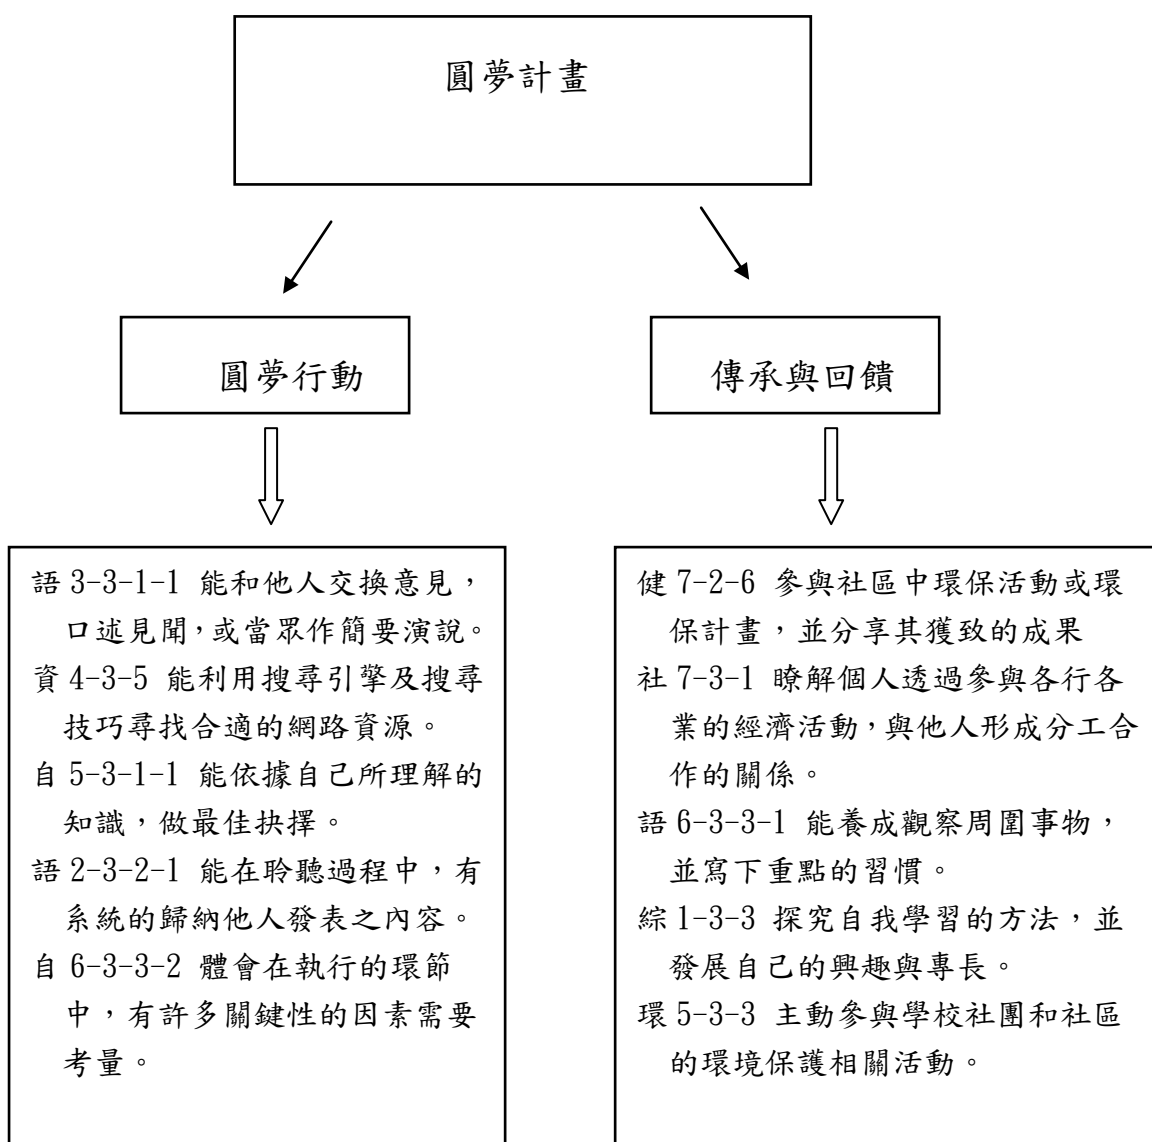 圓夢計畫
圓夢行動
傳承與回饋
語 3-3-1-1 能和他人交換意見，
口述見聞，或當眾作簡要演說。
資 4-3-5 能利用搜尋引擎及搜尋
技巧尋找合適的網路資源。
自 5-3-1-1 能依據自己所理解的
知識，做最佳抉擇。
語 2-3-2-1 能在聆聽過程中，有
系統的歸納他人發表之內容。
自 6-3-3-2 體會在執行的環節
中，有許多關鍵性的因素需要
考量。
健 7-2-6 參與社區中環保活動或環
保計畫，並分享其獲致的成果
社 7-3-1 瞭解個人透過參與各行各
業的經濟活動，與他人形成分工合
作的關係。
語 6-3-3-1 能養成觀察周圍事物，
並寫下重點的習慣。
綜 1-3-3 探究自我學習的方法，並
發展自己的興趣與專長。
環 5-3-3 主動參與學校社團和社區
的環境保護相關活動。